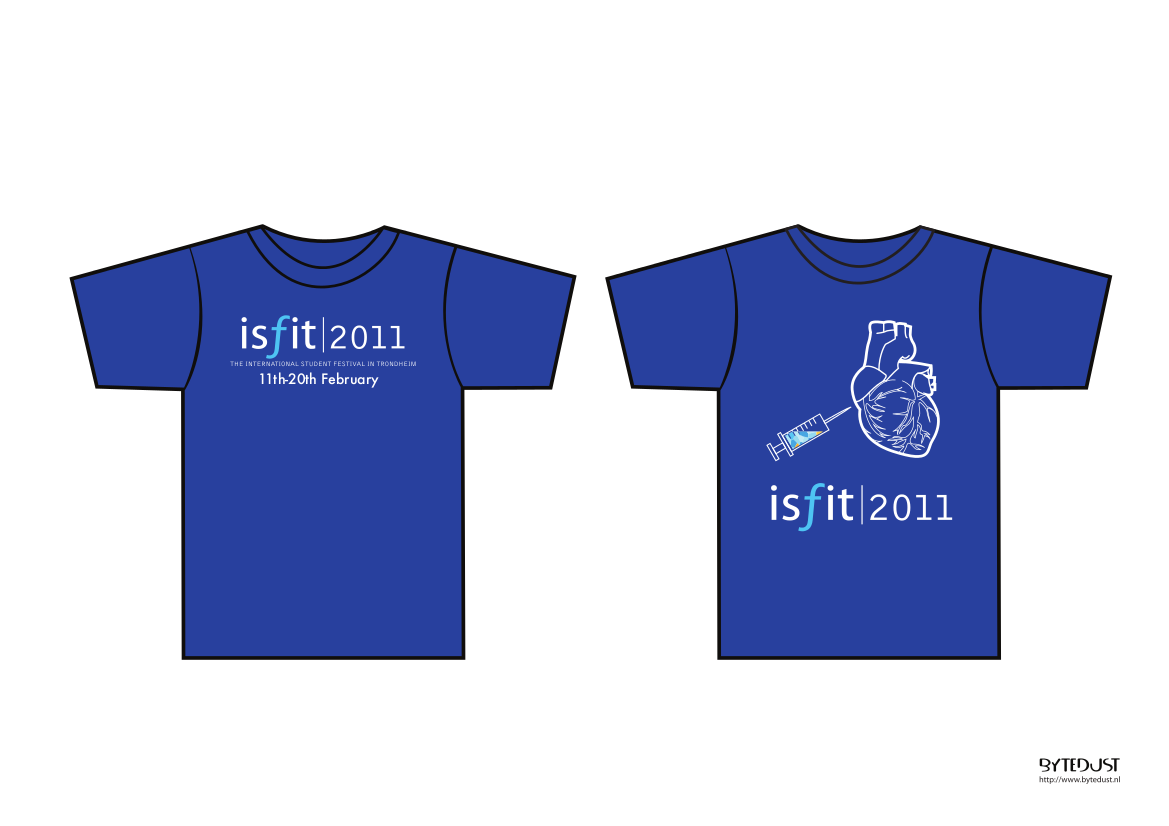 isfit|2011
THE INTERNATIONAL STUDENT FESTIVAL IN TRONDHEIM
11th-20th February
isfit|2011
BYTEDUST
http://www.bytedust.nl